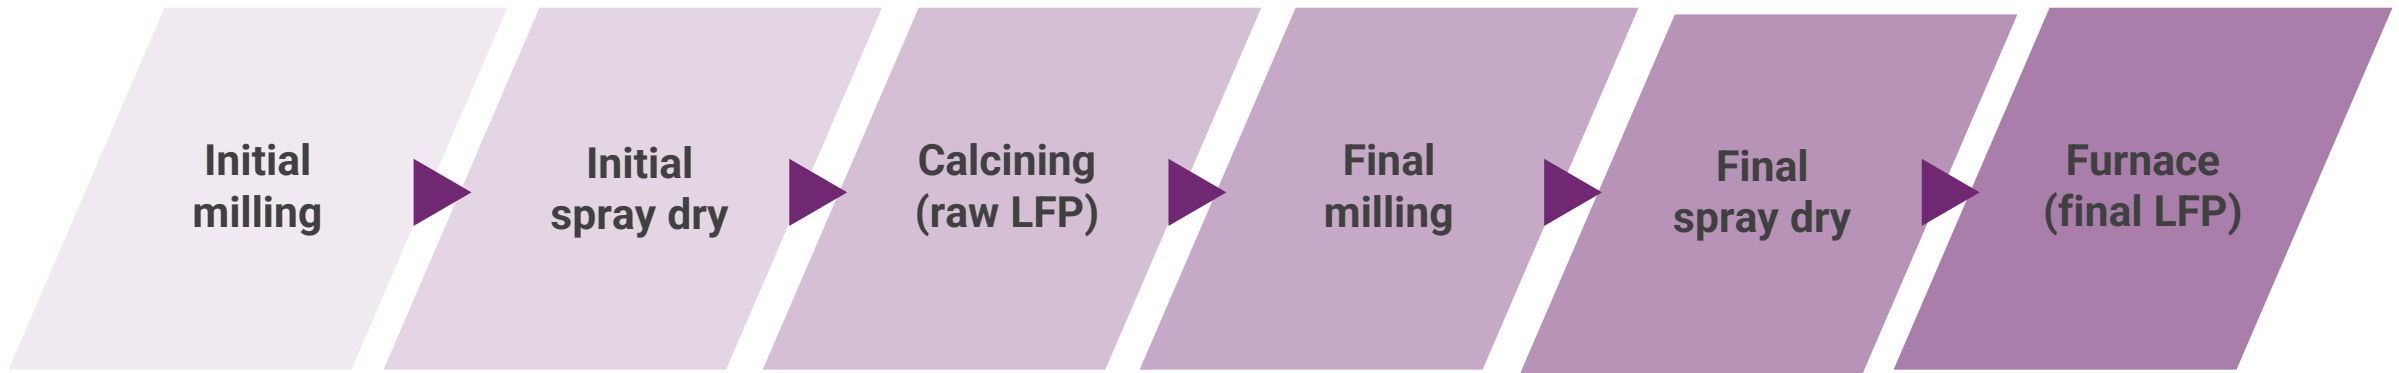 Initial
milling
Initial
spray dry
Calcining
(raw LFP)
Final
milling
Final
spray dry
Furnace
(final LFP)